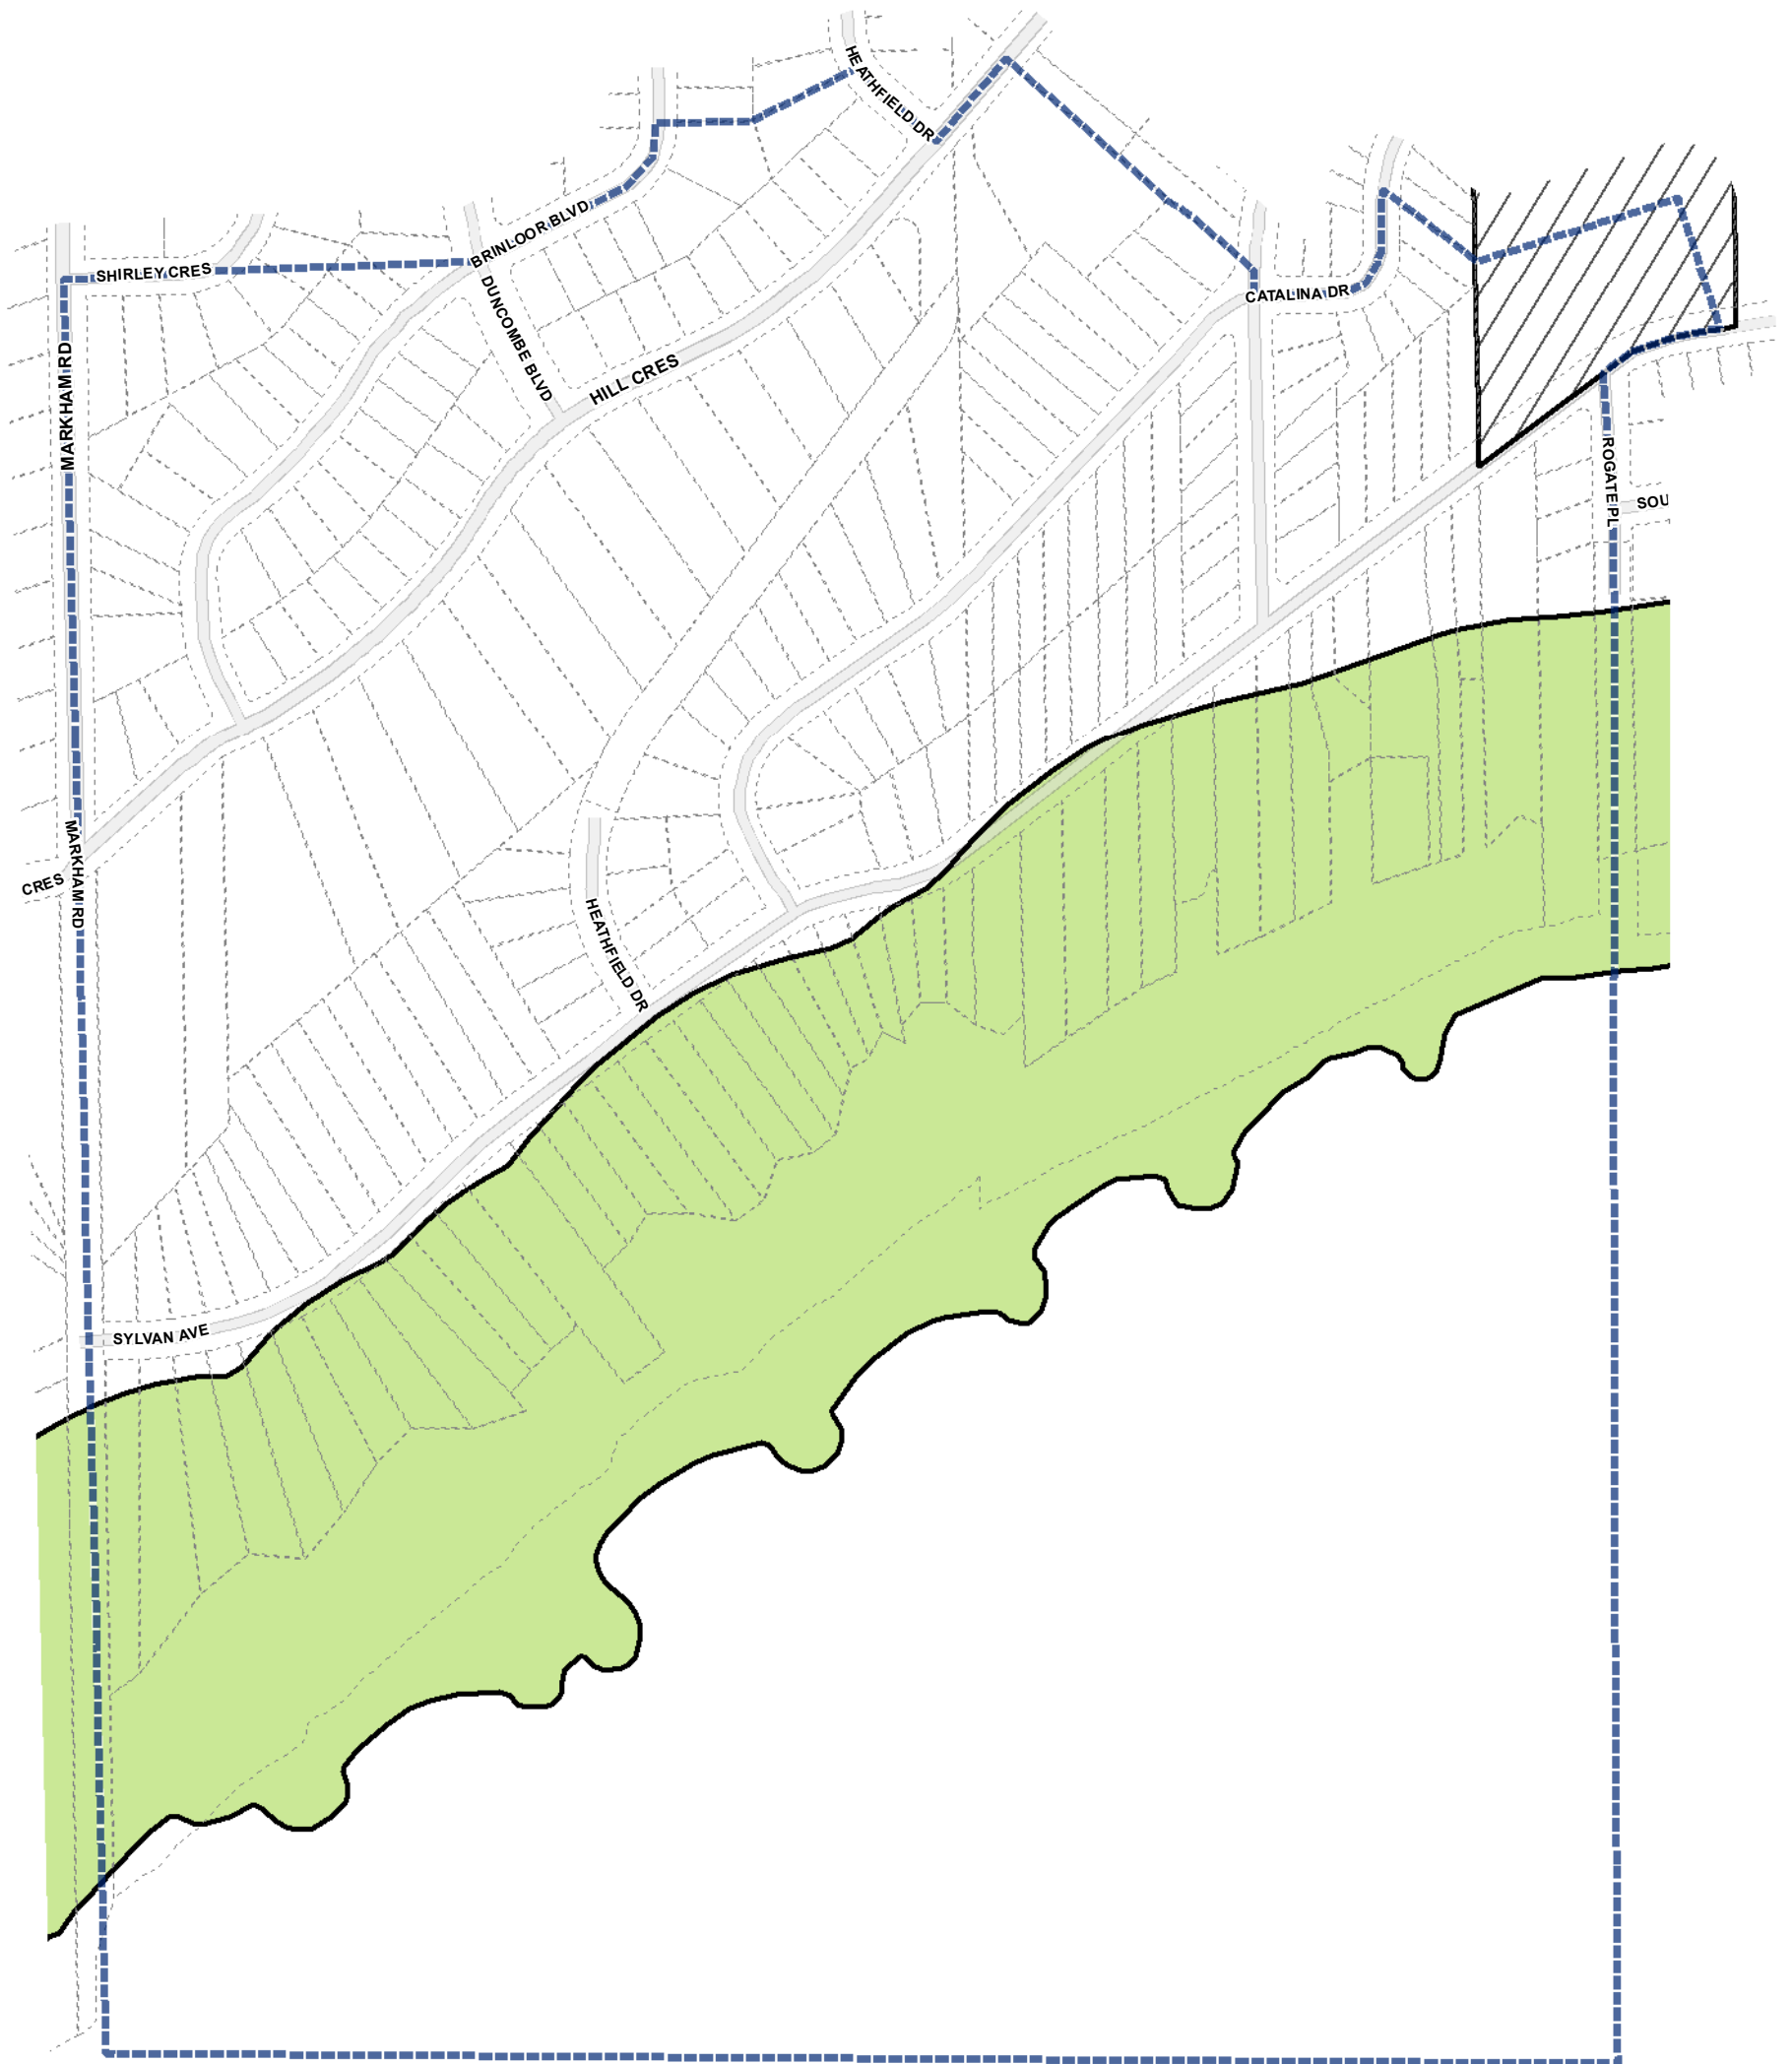 HEATHFIELD DR
BRINLOOR BLVD
SHIRLEY CRES
DUNCOMBE BLVD
CATALINA DR
MARKHAM RD
HILL CRES
ROGATE PL
SOU
MARKHAM RD
CRES
HEATHFIELD DR
SYLVAN AVE